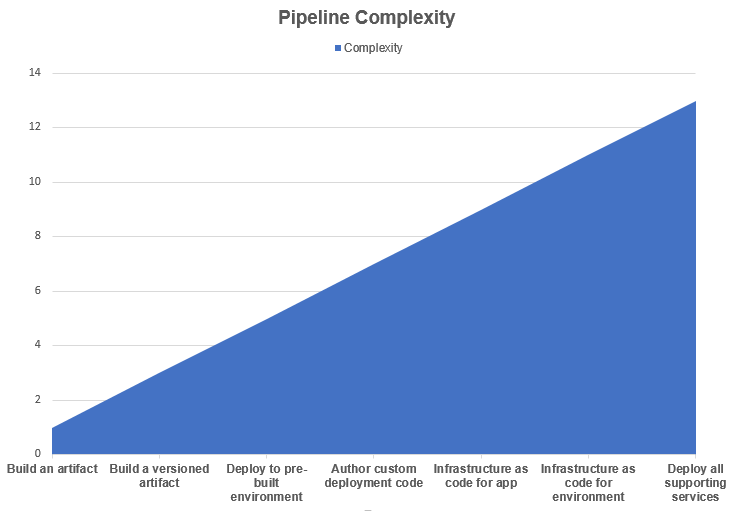 Pipeline Complexity
Complexity
14
12
10
8
6
4
2
0
Build an artifact
Build a versioned
artifact
Deploy to pre-
built
environment
Author custom
deployment code
Infrastructure as
code for app
Infrastructure as
code for
environment
Deploy all
supporting
services